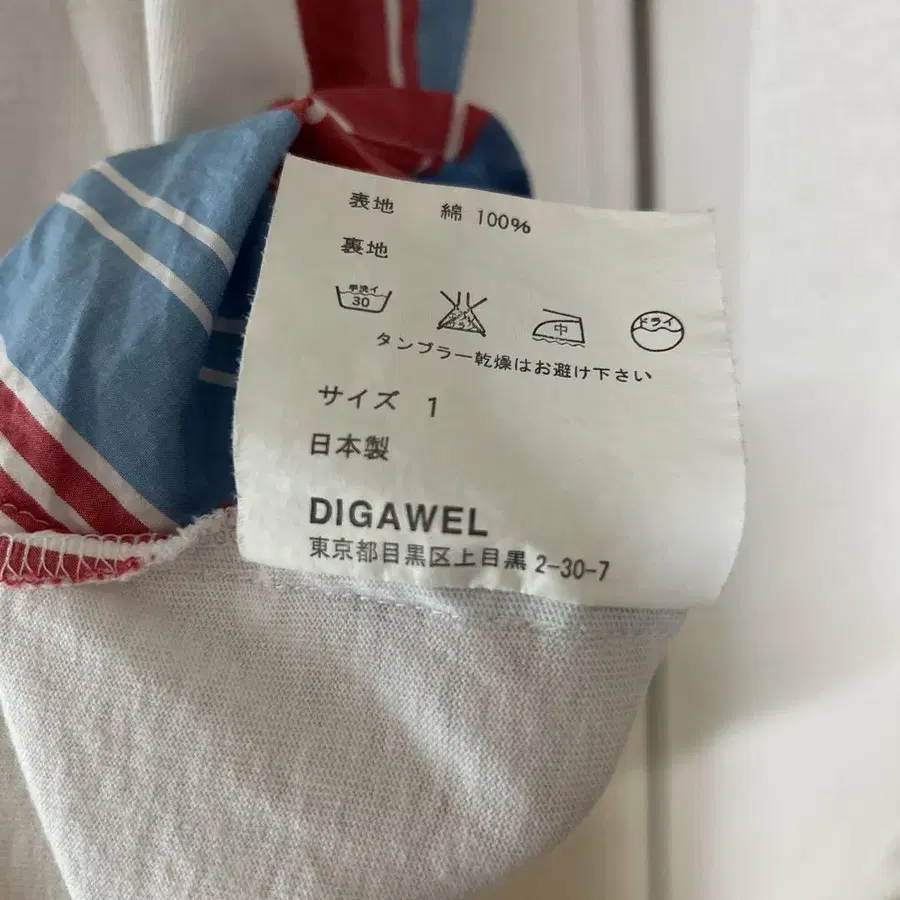 表地 綿 100%
裏地
手洗イ 30 中 ドライ
タンブラー乾燥はお避け下さい
サイズ 1
日本製
DIGAWEL
東京都目黒区上目黒 2-30-7